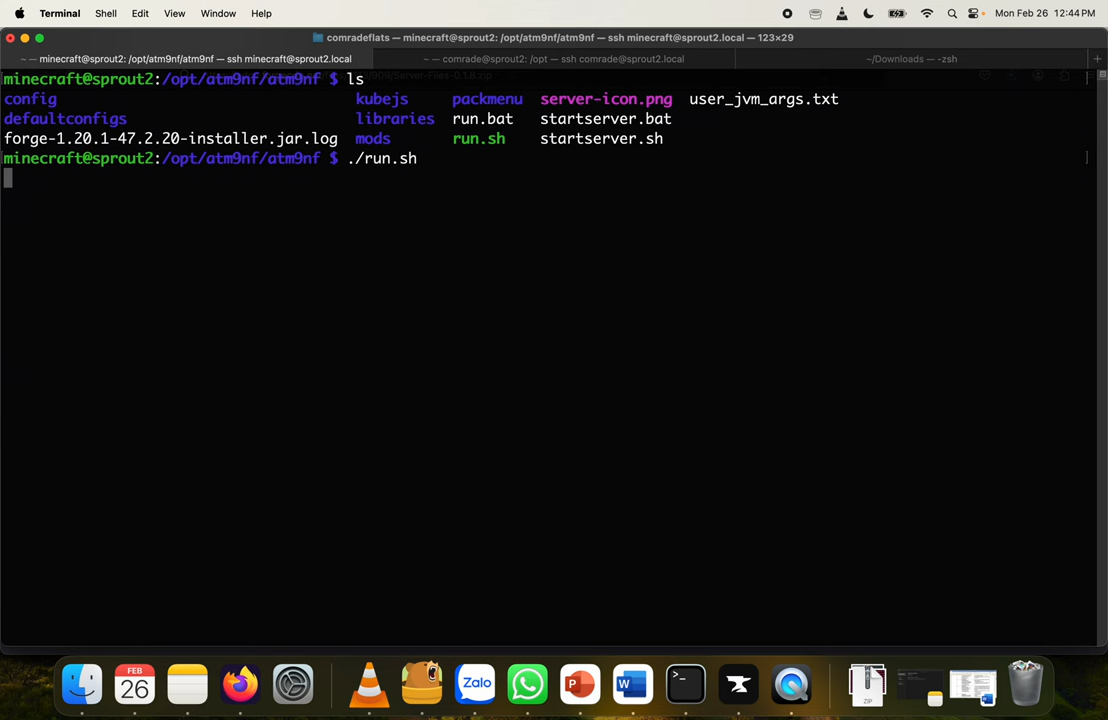 Terminal Shell Edit View Window Help Mon Feb 26 12:44 PM
comradeflats — minecraft@sprout2: /opt/atm9nf/atm9nf — ssh minecraft@sprout2.local — 123×29
~ — minecraft@sprout2: /opt/atm9nf/atm9nf — ssh minecraft@sprout2.local ~ — comrade@sprout2: /opt — ssh comrade@sprout2.local ~/Downloads — -zsh
minecraft@sprout2:/opt/atm9nf/atm9nf $ ls
config kubejs packmenu server-icon.png user_jvm_args.txt
defaultconfigs libraries run.bat startserver.bat
forge-1.20.1-47.2.20-installer.jar.log mods run.sh startserver.sh
minecraft@sprout2:/opt/atm9nf/atm9nf $ ./run.sh
FEB
26
Zalo
P
W
>_
ZIP
W